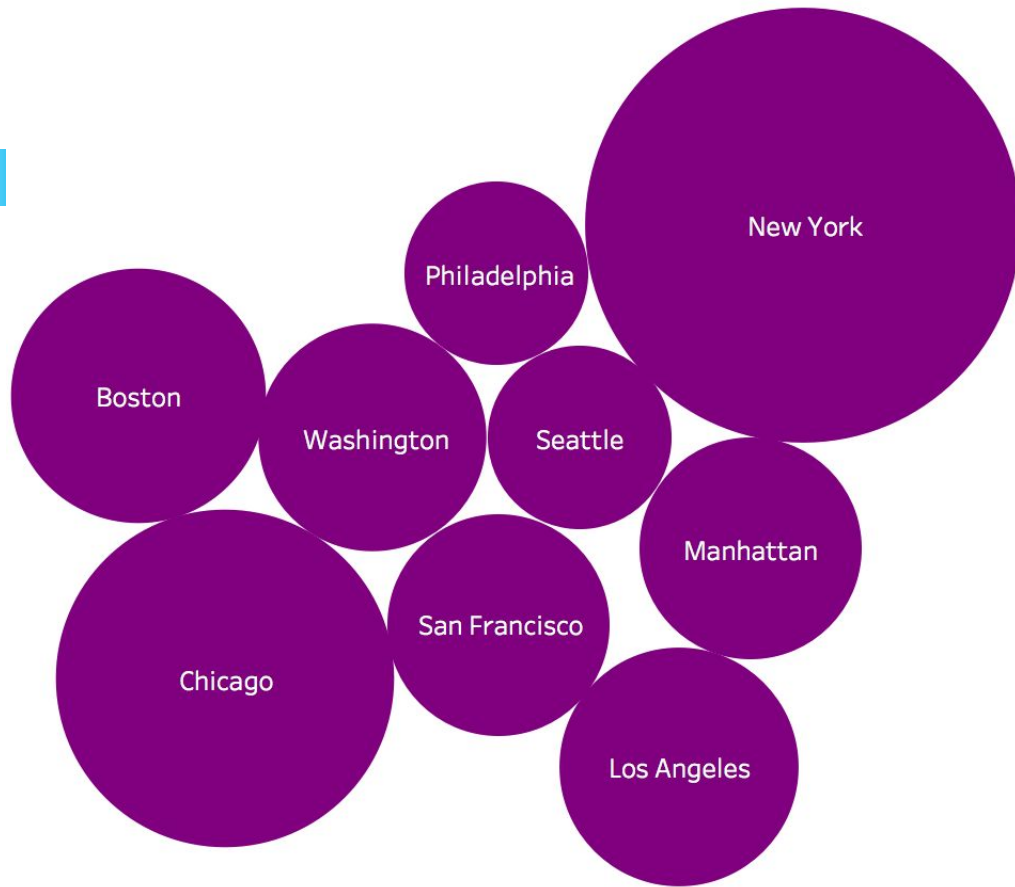 New York
Philadelphia
Boston
Washington
Seattle
Manhattan
San Francisco
Chicago
Los Angeles